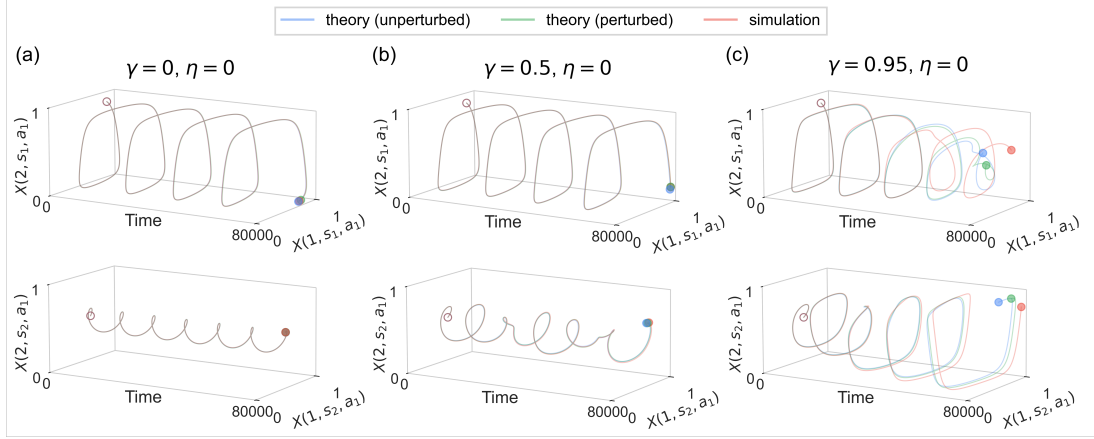 theory (unperturbed) theory (perturbed) simulation
(a) (b) (c)
γ = 0, η = 0 γ = 0.5, η = 0 γ = 0.95, η = 0
1 1 1
X(2, s₁, a₁) X(2, s₁, a₁) X(2, s₁, a₁)
0 0 0
0 0 0
Time Time Time
1 1 1
80000 0 80000 0 80000 0
X(1, s₁, a₁) X(1, s₁, a₁) X(1, s₁, a₁)
1 1 1
X(2, s₂, a₁) X(2, s₂, a₁) X(2, s₂, a₁)
0 0 0
0 0 0
Time Time Time
1 1 1
80000 0 80000 0 80000 0
X(1, s₂, a₁) X(1, s₂, a₁) X(1, s₂, a₁)